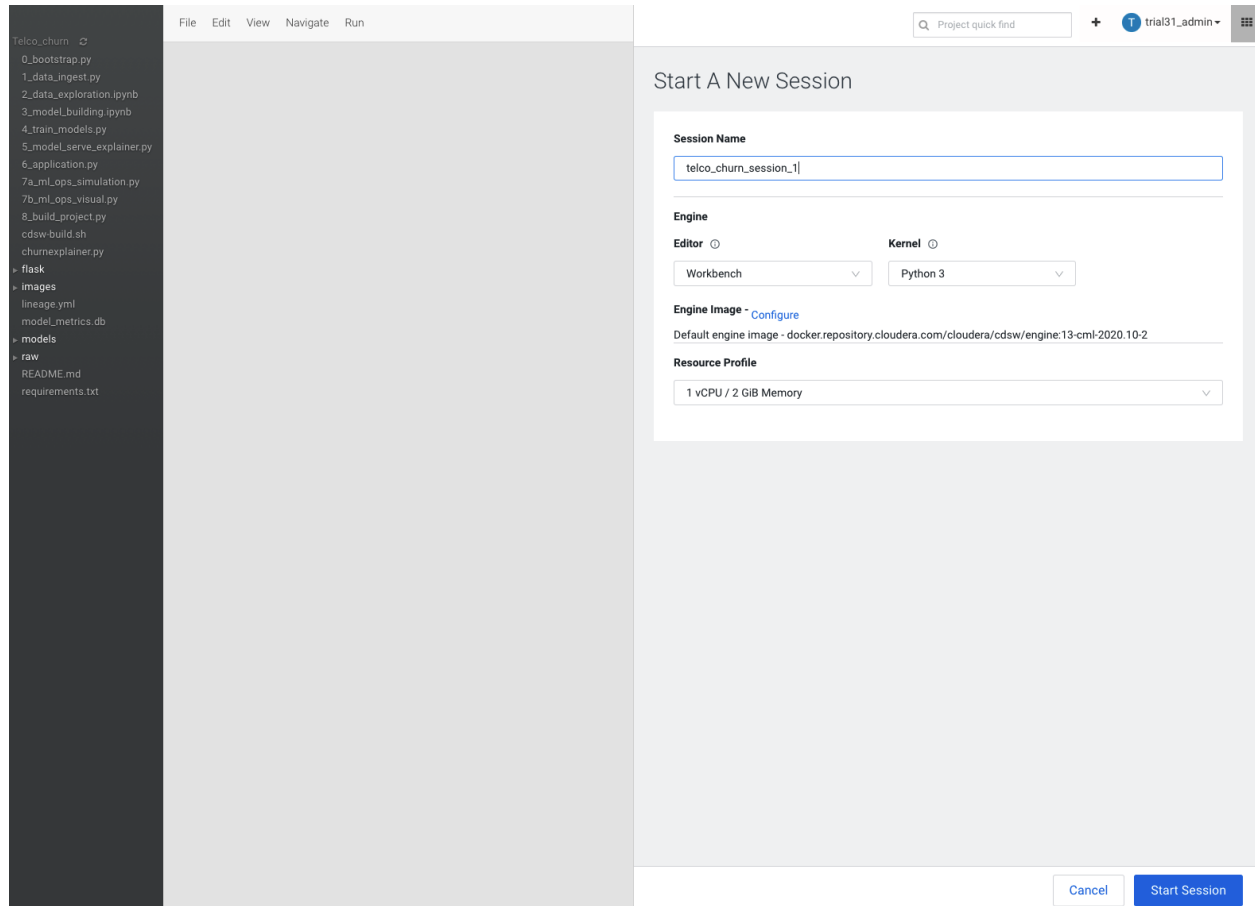 Telco_churn
0_bootstrap.py
1_data_ingest.py
2_data_exploration.ipynb
3_model_building.ipynb
4_train_models.py
5_model_serve_explainer.py
6_application.py
7a_ml_ops_simulation.py
7b_ml_ops_visual.py
8_build_project.py
cdsw-build.sh
churnexplainer.py
flask
images
lineage.yml
model_metrics.db
models
raw
README.md
requirements.txt
File Edit View Navigate Run
Project quick find
+ T trial31_admin
Start A New Session
Session Name
telco_churn_session_1
Engine
Editor Kernel
Workbench Python 3
Engine Image - Configure
Default engine image - docker.repository.cloudera.com/cloudera/cdsw/engine:13-cml-2020.10-2
Resource Profile
1 vCPU / 2 GiB Memory
Cancel Start Session